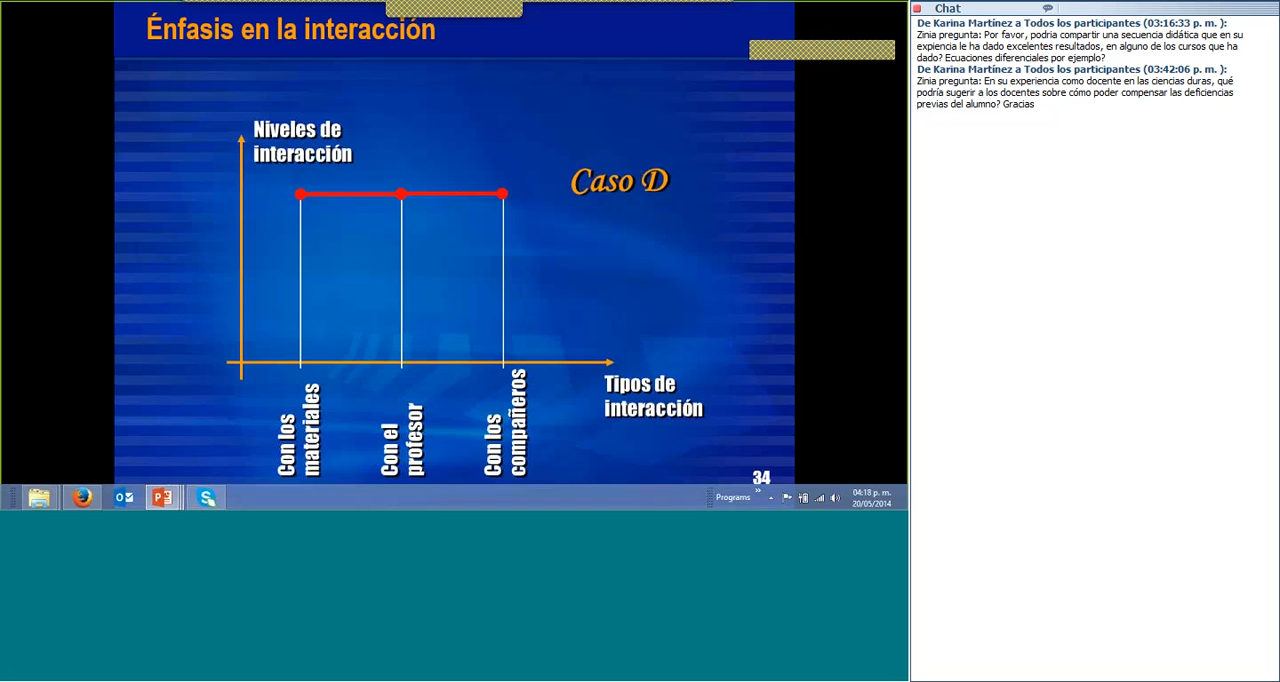 Énfasis en la interacción
Niveles de
interacción
Caso D
Tipos de
interacción
Con los
materiales
Con el
profesor
Con los
compañeros
34
Programs
»
04:18 p. m.
20/05/2014
Chat
De Karina Martínez a Todos los participantes (03:16:33 p. m. ):
Zinia pregunta: Por favor, podria compartir una secuencia didática que en su
expiencia le ha dado excelentes resultados, en alguno de los cursos que ha
dado? Ecuaciones diferenciales por ejemplo?
De Karina Martínez a Todos los participantes (03:42:06 p. m. ):
Zinia pregunta: En su experiencia como docente en las ciencias duras, qué
podría sugerir a los docentes sobre cómo poder compensar las deficiencias
previas del alumno? Gracias